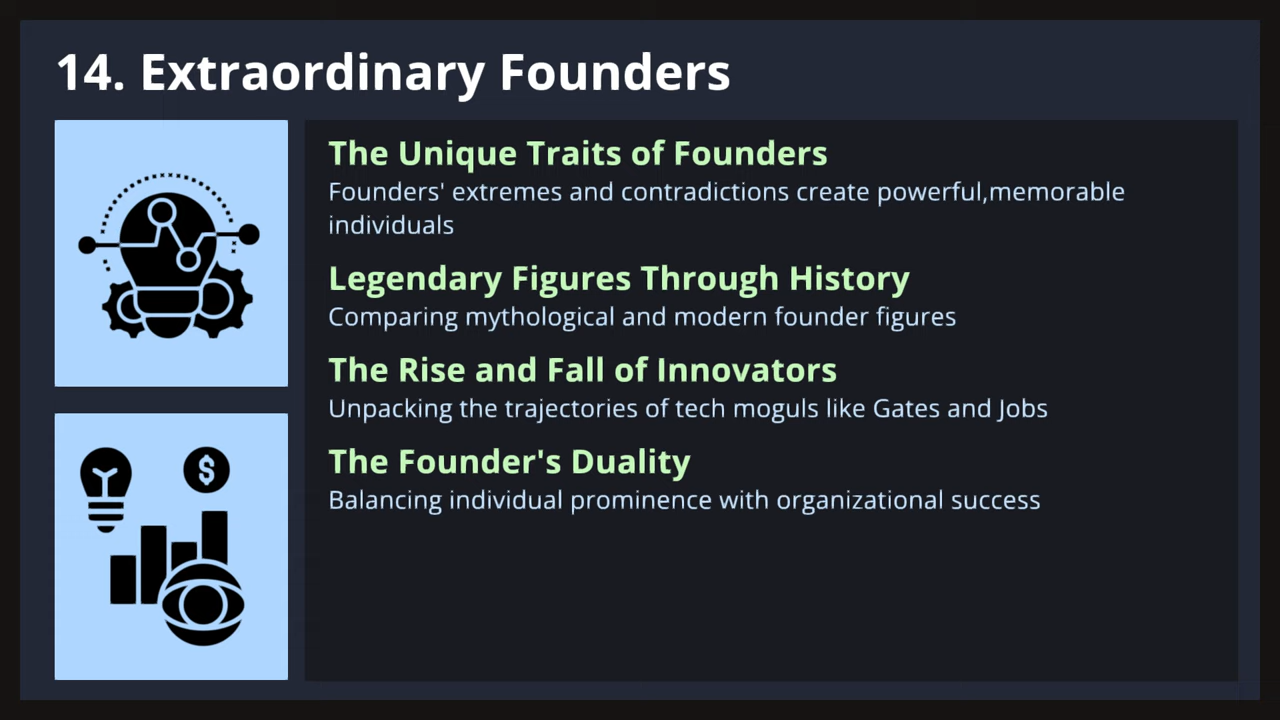 14. Extraordinary Founders
The Unique Traits of Founders
Founders' extremes and contradictions create powerful,memorable
individuals
Legendary Figures Through History
Comparing mythological and modern founder figures
The Rise and Fall of Innovators
Unpacking the trajectories of tech moguls like Gates and Jobs
The Founder's Duality
Balancing individual prominence with organizational success
$